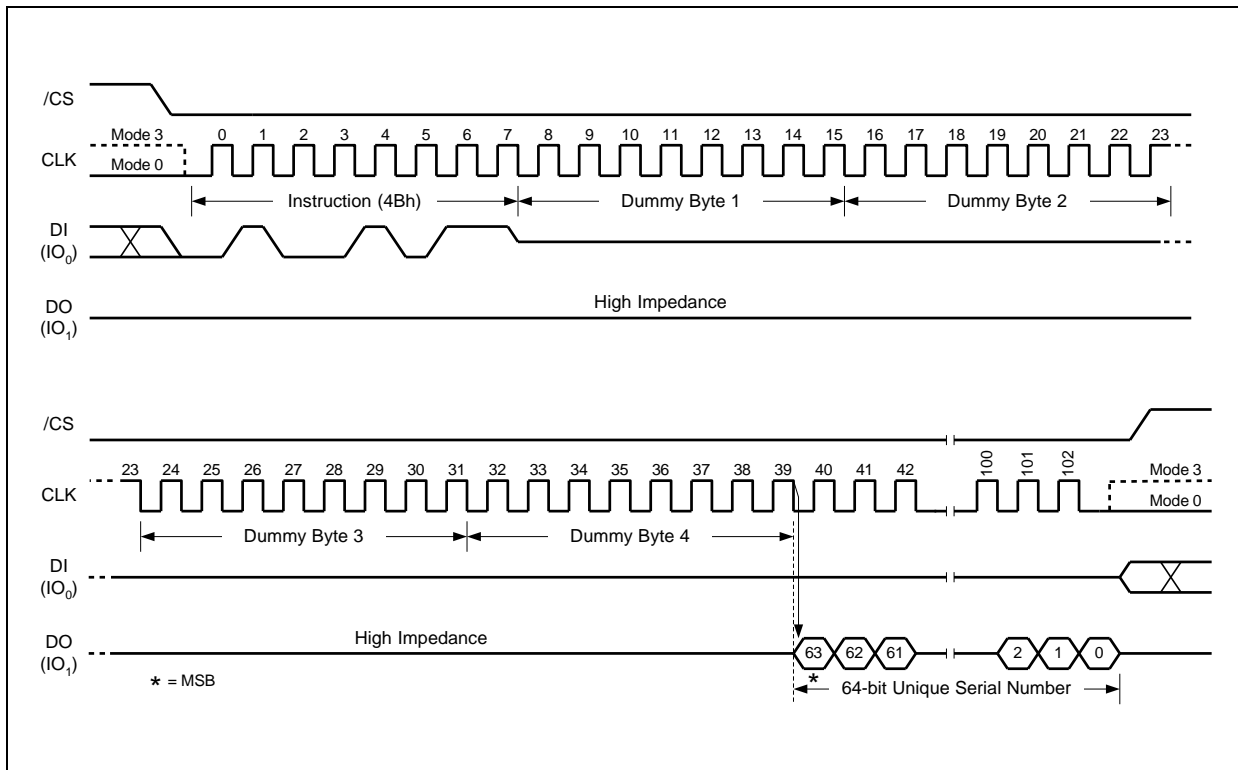 /CS
Mode 3
0 1 2 3 4 5 6 7 8 9 10 11 12 13 14 15 16 17 18 19 20 21 22 23
CLK
Mode 0
Instruction (4Bh) Dummy Byte 1 Dummy Byte 2
DI
(IO0)
High Impedance
DO
(IO1)
/CS
23 24 25 26 27 28 29 30 31 32 33 34 35 36 37 38 39 40 41 42 100 101 102
Mode 3
CLK
Mode 0
Dummy Byte 3 Dummy Byte 4
DI
(IO0)
High Impedance
DO
(IO1)
63 62 61 2 1 0
* = MSB
*
64-bit Unique Serial Number